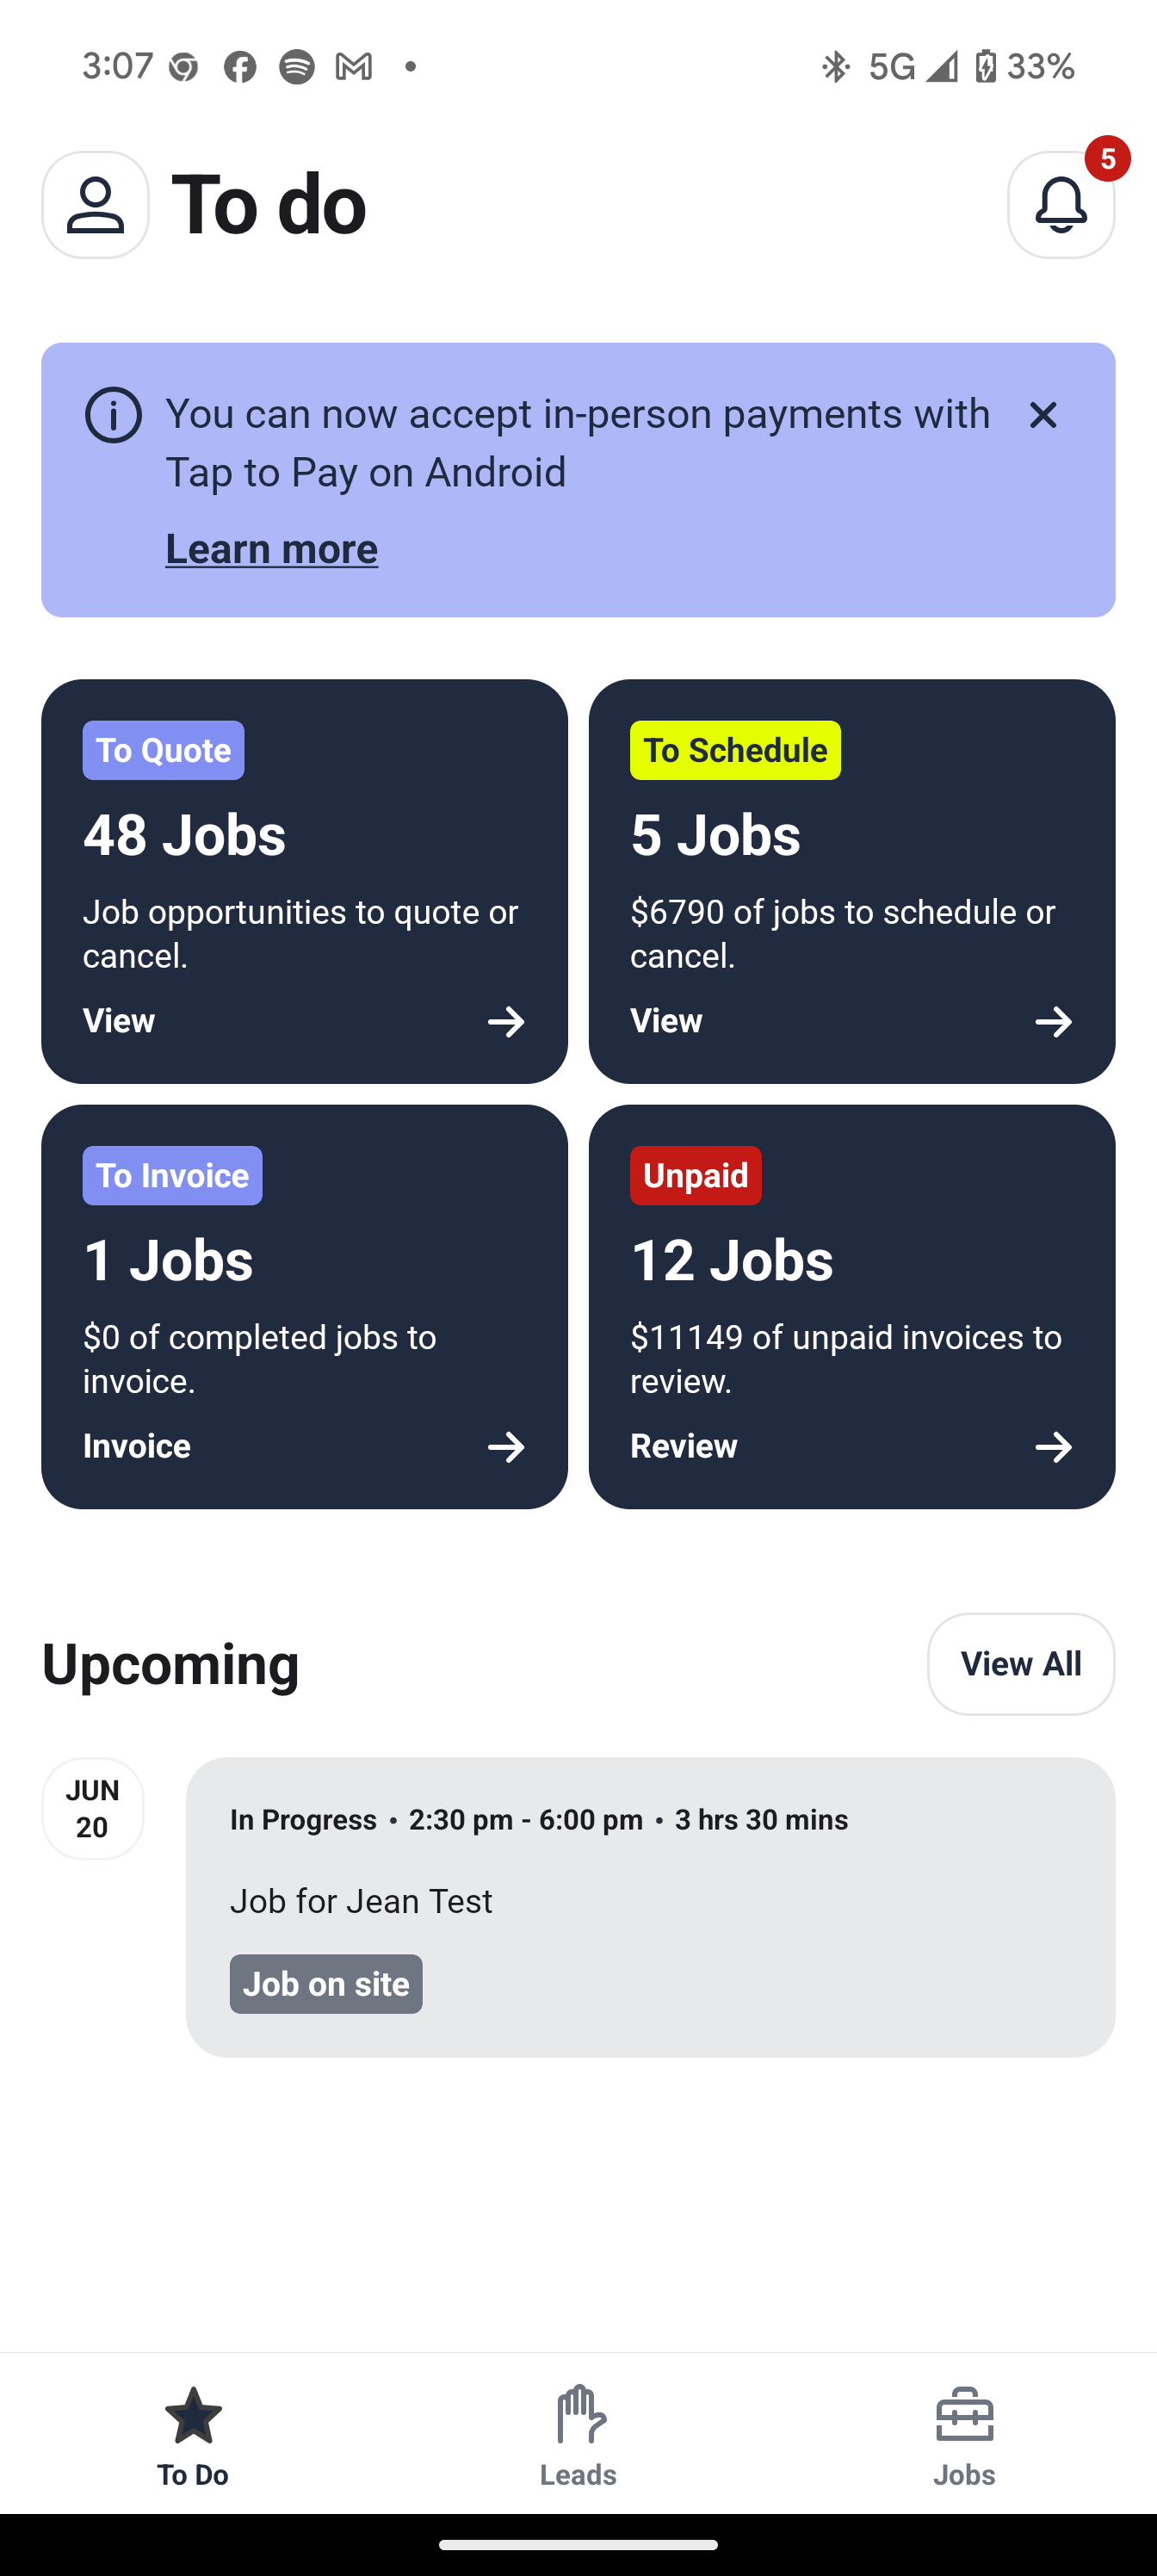 3:07 5G 33%
To do
5
You can now accept in-person payments with
Tap to Pay on Android
Learn more
To Quote
48 Jobs
Job opportunities to quote or
cancel.
View
To Schedule
5 Jobs
$6790 of jobs to schedule or
cancel.
View
To Invoice
1 Jobs
$0 of completed jobs to
invoice.
Invoice
Unpaid
12 Jobs
$11149 of unpaid invoices to
review.
Review
Upcoming
View All
JUN
20
In Progress • 2:30 pm - 6:00 pm • 3 hrs 30 mins
Job for Jean Test
Job on site
To Do
Leads
Jobs